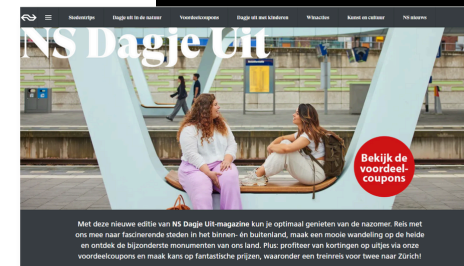 Stedentrips Dagje uit in de natuur Voordeelcoupons Dagje uit met kinderen Winacties Kunst en cultuur NS nieuws
NS Dagje Uit
Bekijk de
voordeel-
coupons
Met deze nieuwe editie van NS Dagje Uit-magazine kun je optimaal genieten van de nazomer. Reis met
ons mee naar fascinerende steden in het binnen- én buitenland, maak een mooie wandeling op de heide
en ontdek de bijzonderste monumenten van ons land. Plus: profiteer van kortingen op uitjes via onze
voordeelcoupons en maak kans op fantastische prijzen, waaronder een treinreis voor twee naar Zürich!